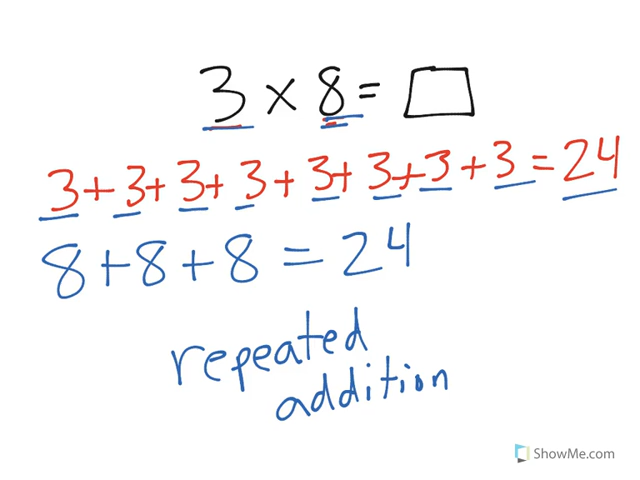 3 × 8 = □
3+3+3+3+3+3+3+3=24
8+8+8=24
repeated
addition
ShowMe.com